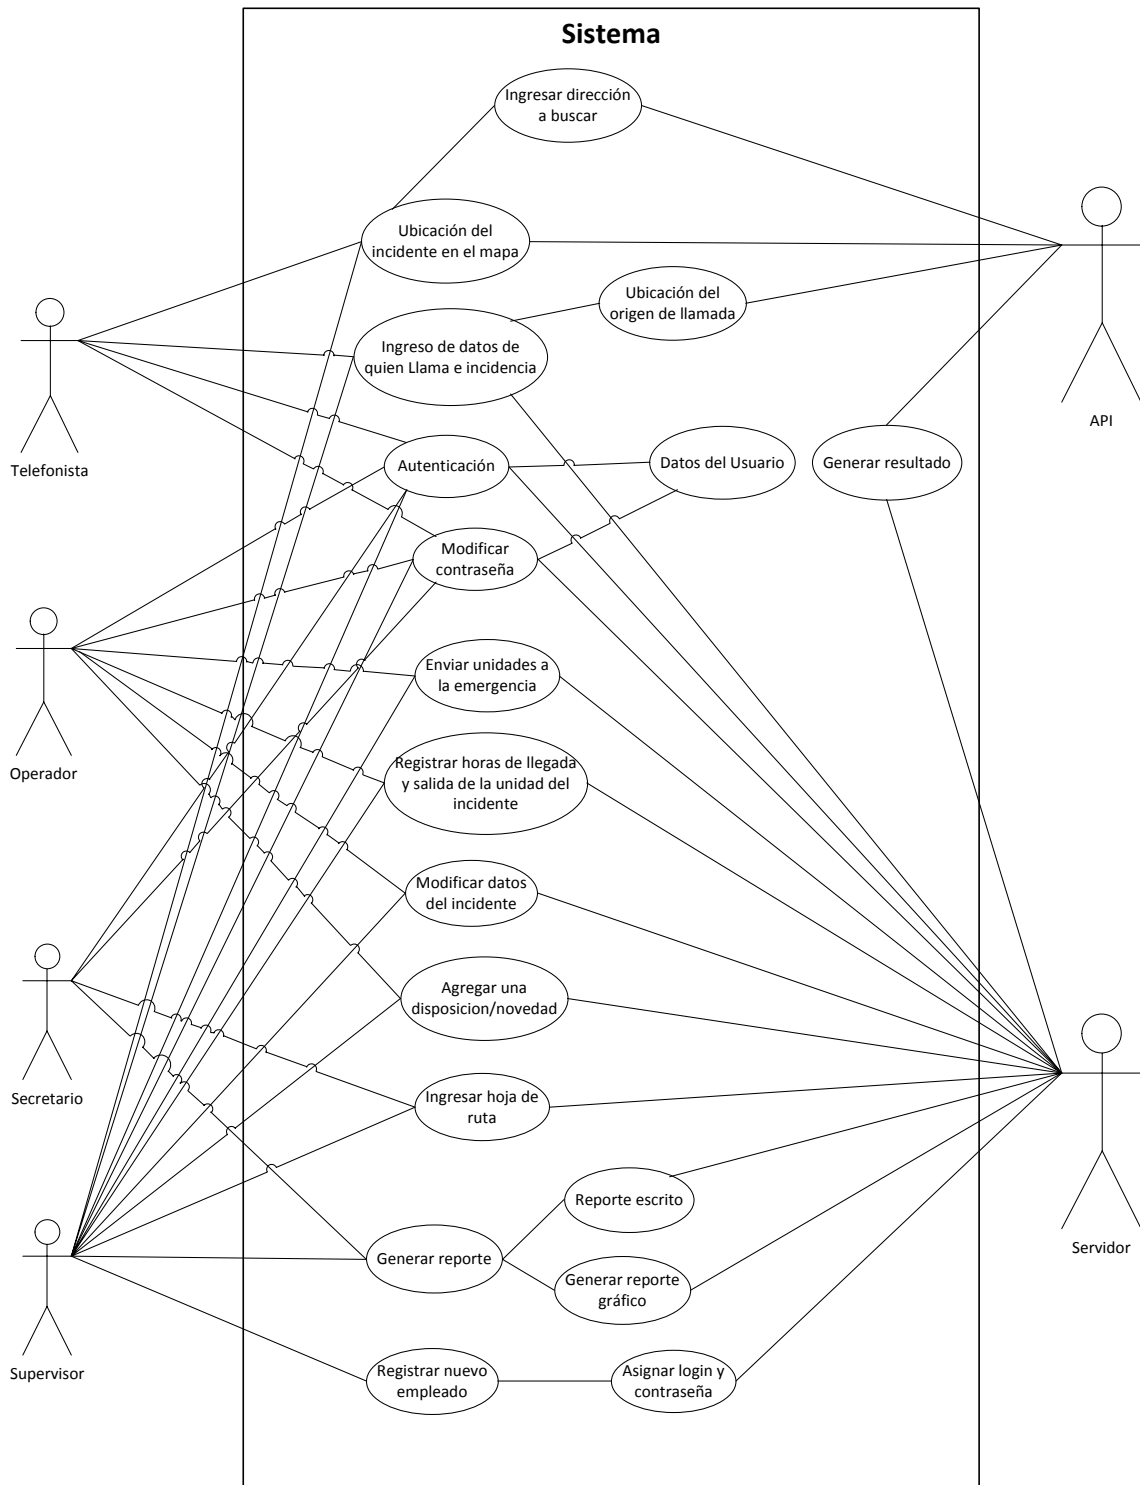 Sistema
Ingresar dirección
a buscar
Ubicación del
incidente en el mapa
Ubicación del
origen de llamada
Ingreso de datos de
quien Llama e incidencia
API
Telefonista
Autenticación
Datos del Usuario
Generar resultado
Modificar
contraseña
Enviar unidades a
la emergencia
Operador
Registrar horas de llegada
y salida de la unidad del
incidente
Modificar datos
del incidente
Agregar una
disposicion/novedad
Secretario
Ingresar hoja de
ruta
Reporte escrito
Servidor
Generar reporte
Generar reporte
gráfico
Supervisor
Registrar nuevo
empleado
Asignar login y
contraseña